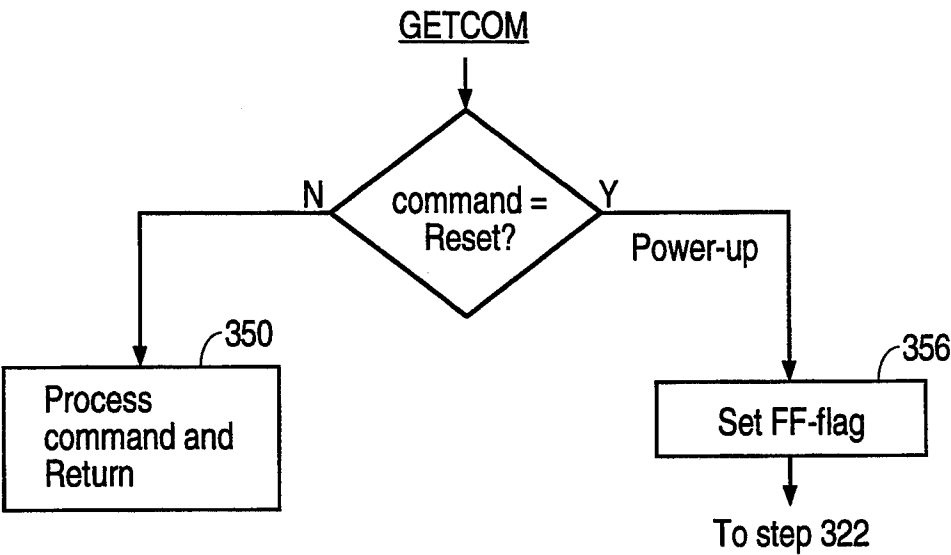 GETCOM
N
command =
Reset?
Y
Power-up
350
Process
command and
Return
356
Set FF-flag
To step 322